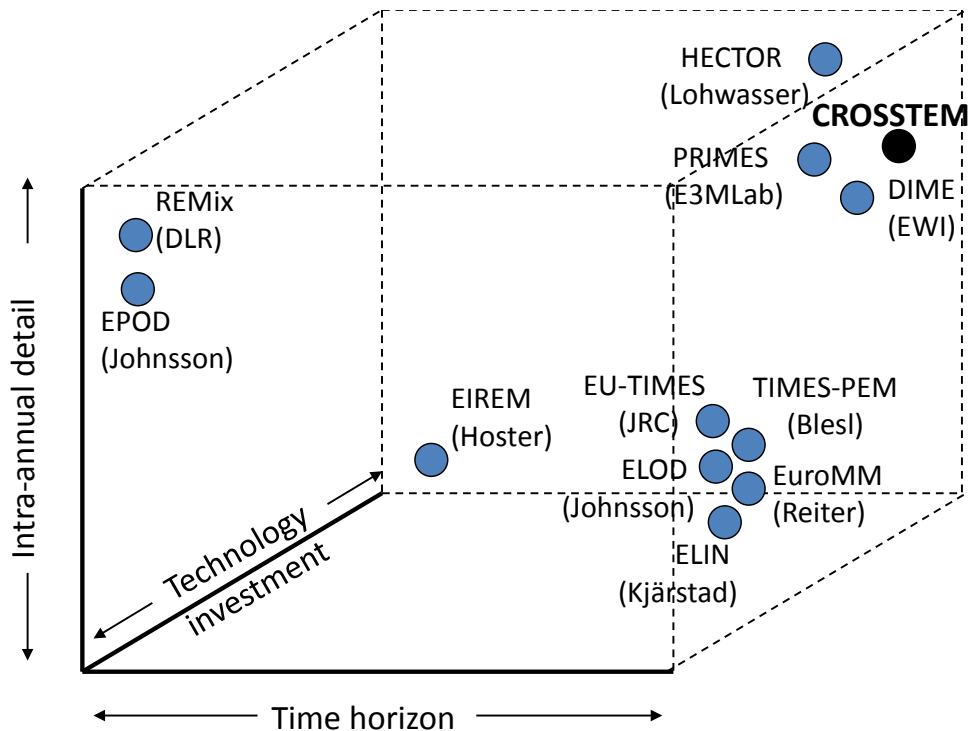 HECTOR
(Lohwasser)
CROSSTEM
PRIMES
(E3MLab)
DIME
(EWI)
REMix
(DLR)
EPOD
(Johnsson)
EIREM
(Hoster)
EU-TIMES
(JRC)
TIMES-PEM
(Blesl)
ELOD
(Johnsson)
EuroMM
(Reiter)
ELIN
(Kjärstad)
Intra-annual detail
Technology
investment
Time horizon